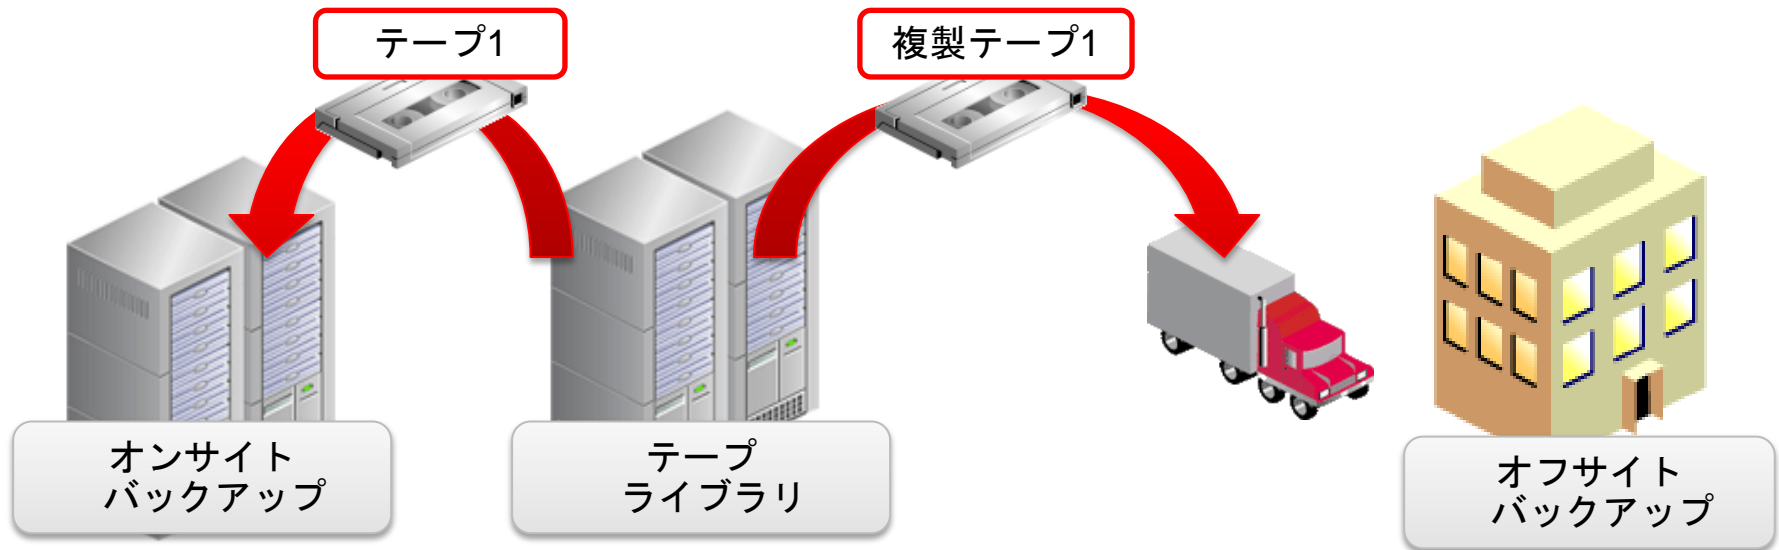 テープ1
複製テープ1
オンサイト
バックアップ
テープ
ライブラリ
オフサイト
バックアップ